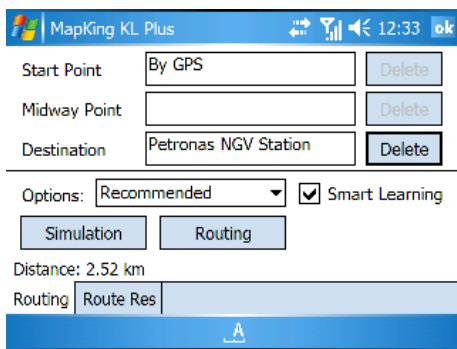 MapKing KL Plus 12:33 ok
Start Point By GPS Delete
Midway Point Delete
Destination Petronas NGV Station Delete
Options: Recommended Smart Learning
Simulation Routing
Distance: 2.52 km
Routing Route Res
A